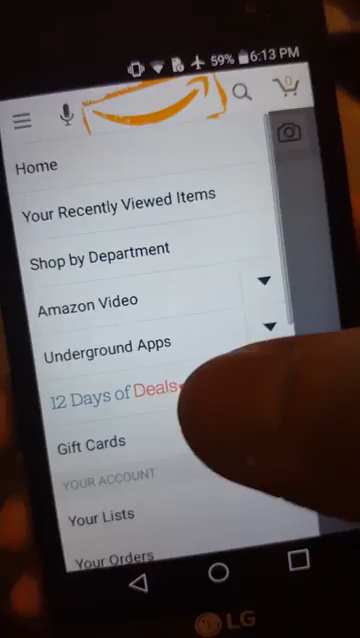 59% 6:13 PM
0
Home
Your Recently Viewed Items
Shop by Department
Amazon Video
Underground Apps
12 Days of Deals
Gift Cards
YOUR ACCOUNT
Your Lists
Your Orders
LG